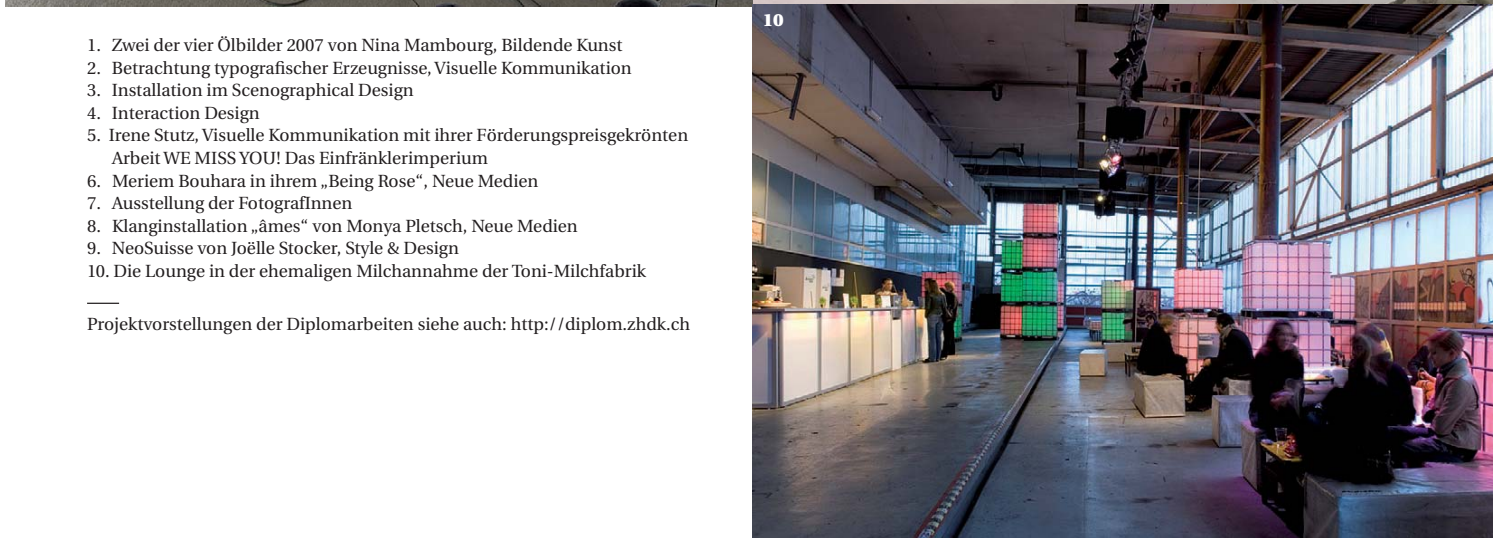 1. Zwei der vier Ölbilder 2007 von Nina Mambourg, Bildende Kunst
2. Betrachtung typografischer Erzeugnisse, Visuelle Kommunikation
3. Installation im Scenographical Design
4. Interaction Design
5. Irene Stutz, Visuelle Kommunikation mit ihrer Förderungspreisgekrönten
Arbeit WE MISS YOU! Das Einfränklerimperium
6. Meriem Bouhara in ihrem „Being Rose“, Neue Medien
7. Ausstellung der FotografInnen
8. Klanginstallation „âmes“ von Monya Pletsch, Neue Medien
9. NeoSuisse von Joëlle Stocker, Style & Design
10. Die Lounge in der ehemaligen Milchannahme der Toni-Milchfabrik
Projektvorstellungen der Diplomarbeiten siehe auch: http://diplom.zhdk.ch
10